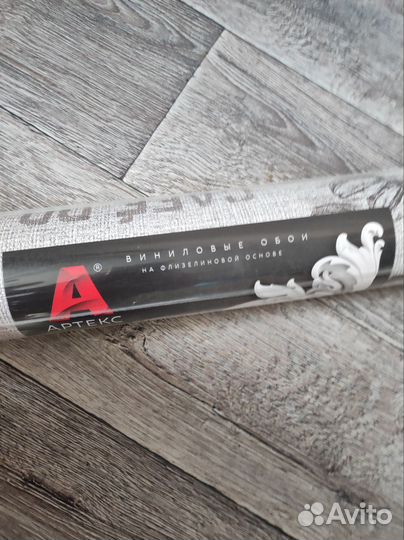 ВИНИЛОВЫЕ ОБОИ
НА ФЛИЗЕЛИНОВОЙ ОСНОВЕ
А®
АРТЕКС
Avito